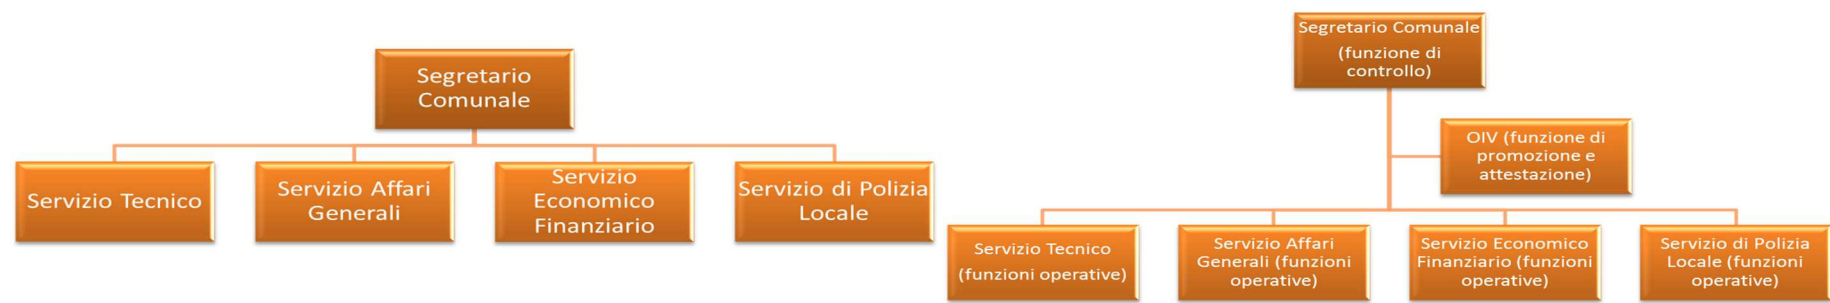 Segretario
Comunale
Servizio Tecnico
Servizio Affari
Generali
Servizio
Economico
Finanziario
Servizio di Polizia
Locale
Segretario Comunale
(funzione di
controllo)
OIV (funzione di
promozione e
attestazione)
Servizio Tecnico
(funzioni operative)
Servizio Affari
Generali (funzioni
operative)
Servizio Economico
Finanziario (funzioni
operative)
Servizio di Polizia
Locale (funzioni
operative)